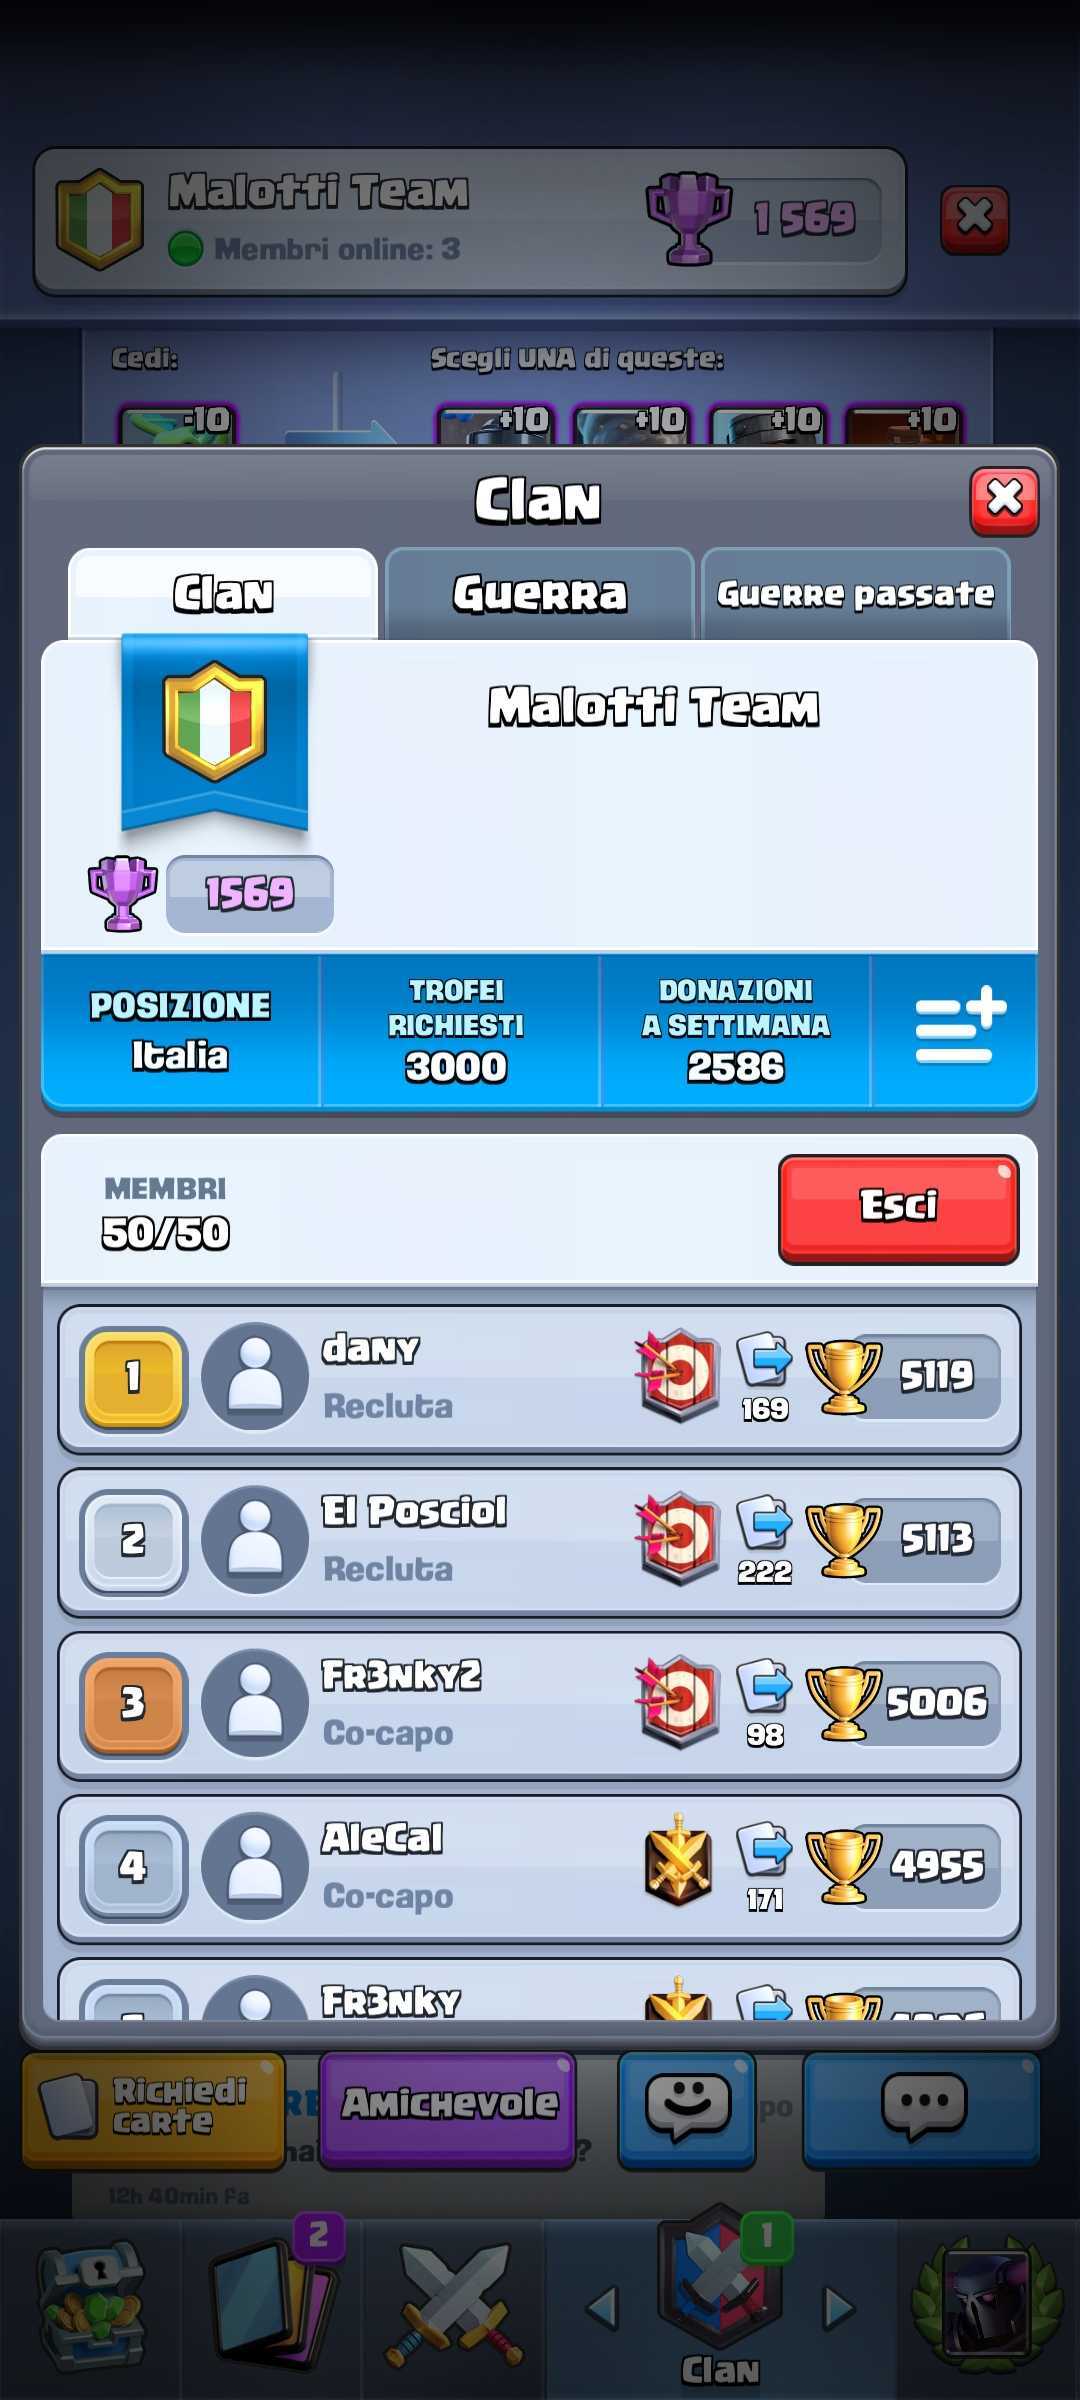 Malotti Team
Membri online: 3
1 569
Cedi:
Scegli UNA di queste:
-10
+10
+10
+10
+10
Clan
Clan
Guerra
Guerre passate
Malotti Team
1569
POSIZIONE
Italia
TROFEI
RICHIESTI
3000
DONAZIONI
A SETTIMANA
2586
MEMBRI
50/50
Esci
1
dany
Recluta
169
5119
2
El Posciol
Recluta
222
5113
3
Fr3nky2
Co-capo
98
5006
4
AleCal
Co-capo
171
4955
Fr3nky
Richiedi
carte
Amichevole
po
?
12h 40min fa
2
1
Clan